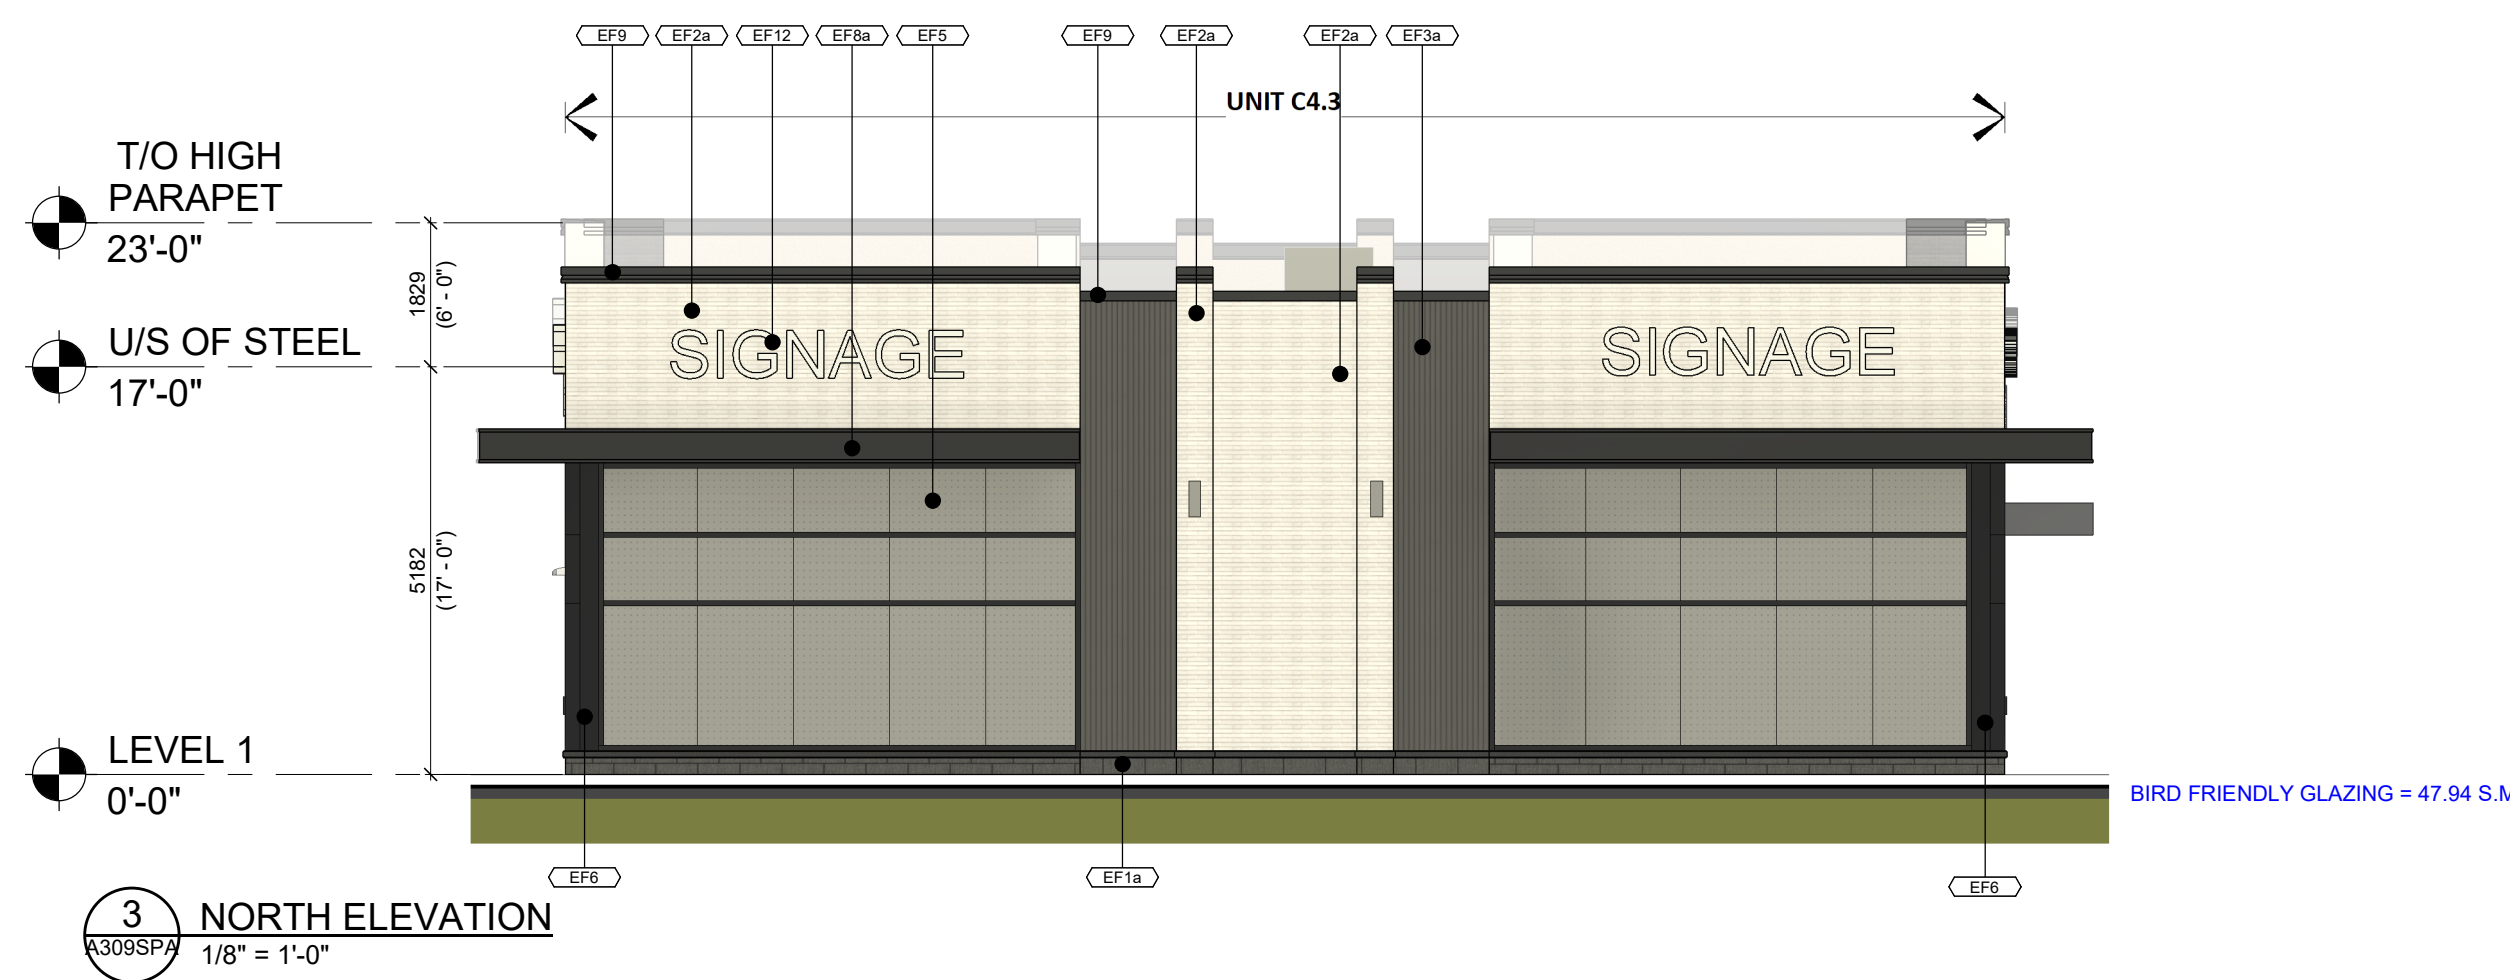 EF9 EF2a EF12 EF8a EF5 EF9 EF2a EF2a EF3a
UNIT C4.3
T/O HIGH
PARAPET
23'-0"
1829
(6' - 0")
U/S OF STEEL
17'-0"
SIGNAGE SIGNAGE
5182
(17' - 0")
LEVEL 1
0'-0"
BIRD FRIENDLY GLAZING = 47.94 S.M
EF6 EF1a EF6
3
A309SPA
NORTH ELEVATION
1/8" = 1'-0"